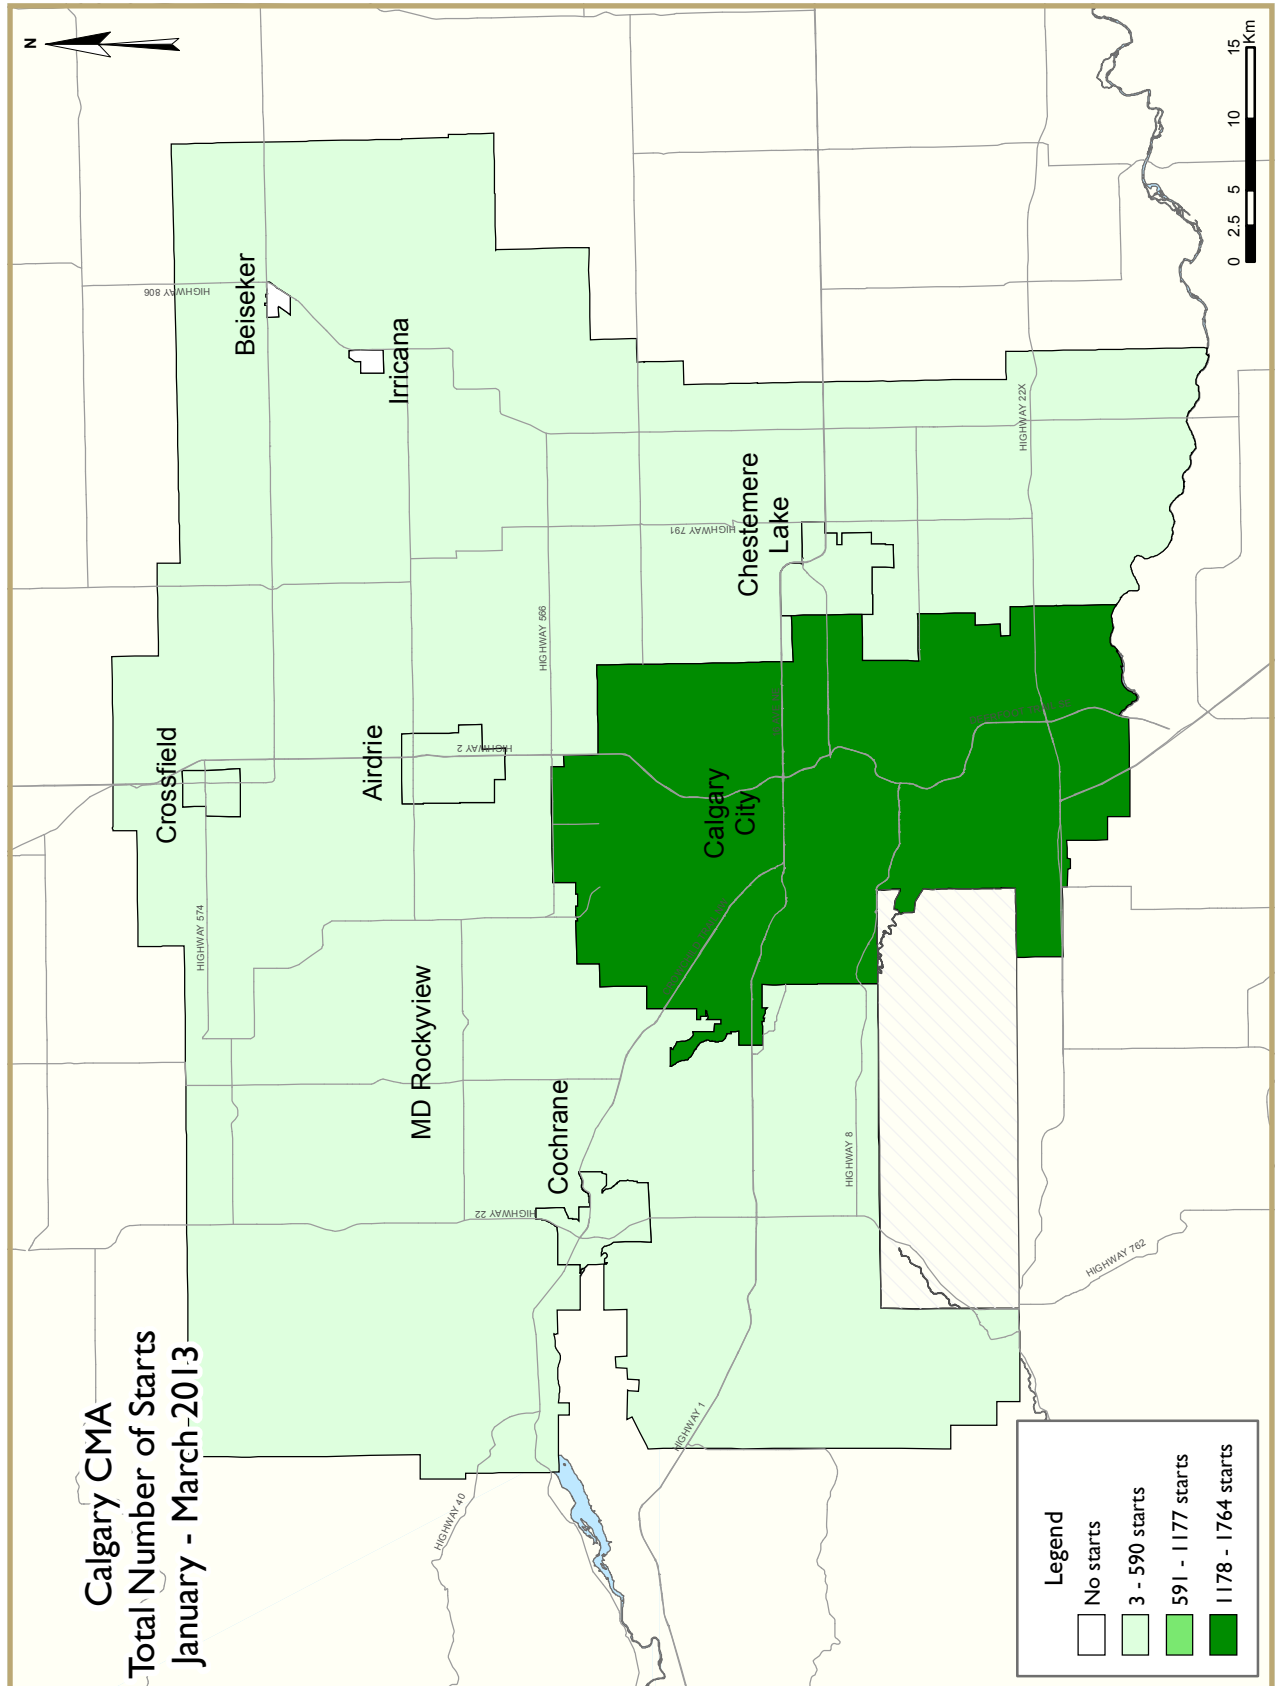 Calgary CMA
Total Number of Starts
January - March 2013
N
HIGHWAY 806
Beiseker
Irricana
Crossfield
Airdrie
HIGHWAY 2
HIGHWAY 566
HIGHWAY 574
HIGHWAY 791
Chestemere
Lake
HIGHWAY 22X
Calgary
City
MD Rockyview
Cochrane
HIGHWAY 22
HIGHWAY 8
HIGHWAY 1
HIGHWAY 40
HIGHWAY 762
Legend
No starts
3 - 590 starts
591 - 1177 starts
1178 - 1764 starts
0 2.5 5 10 15
Km